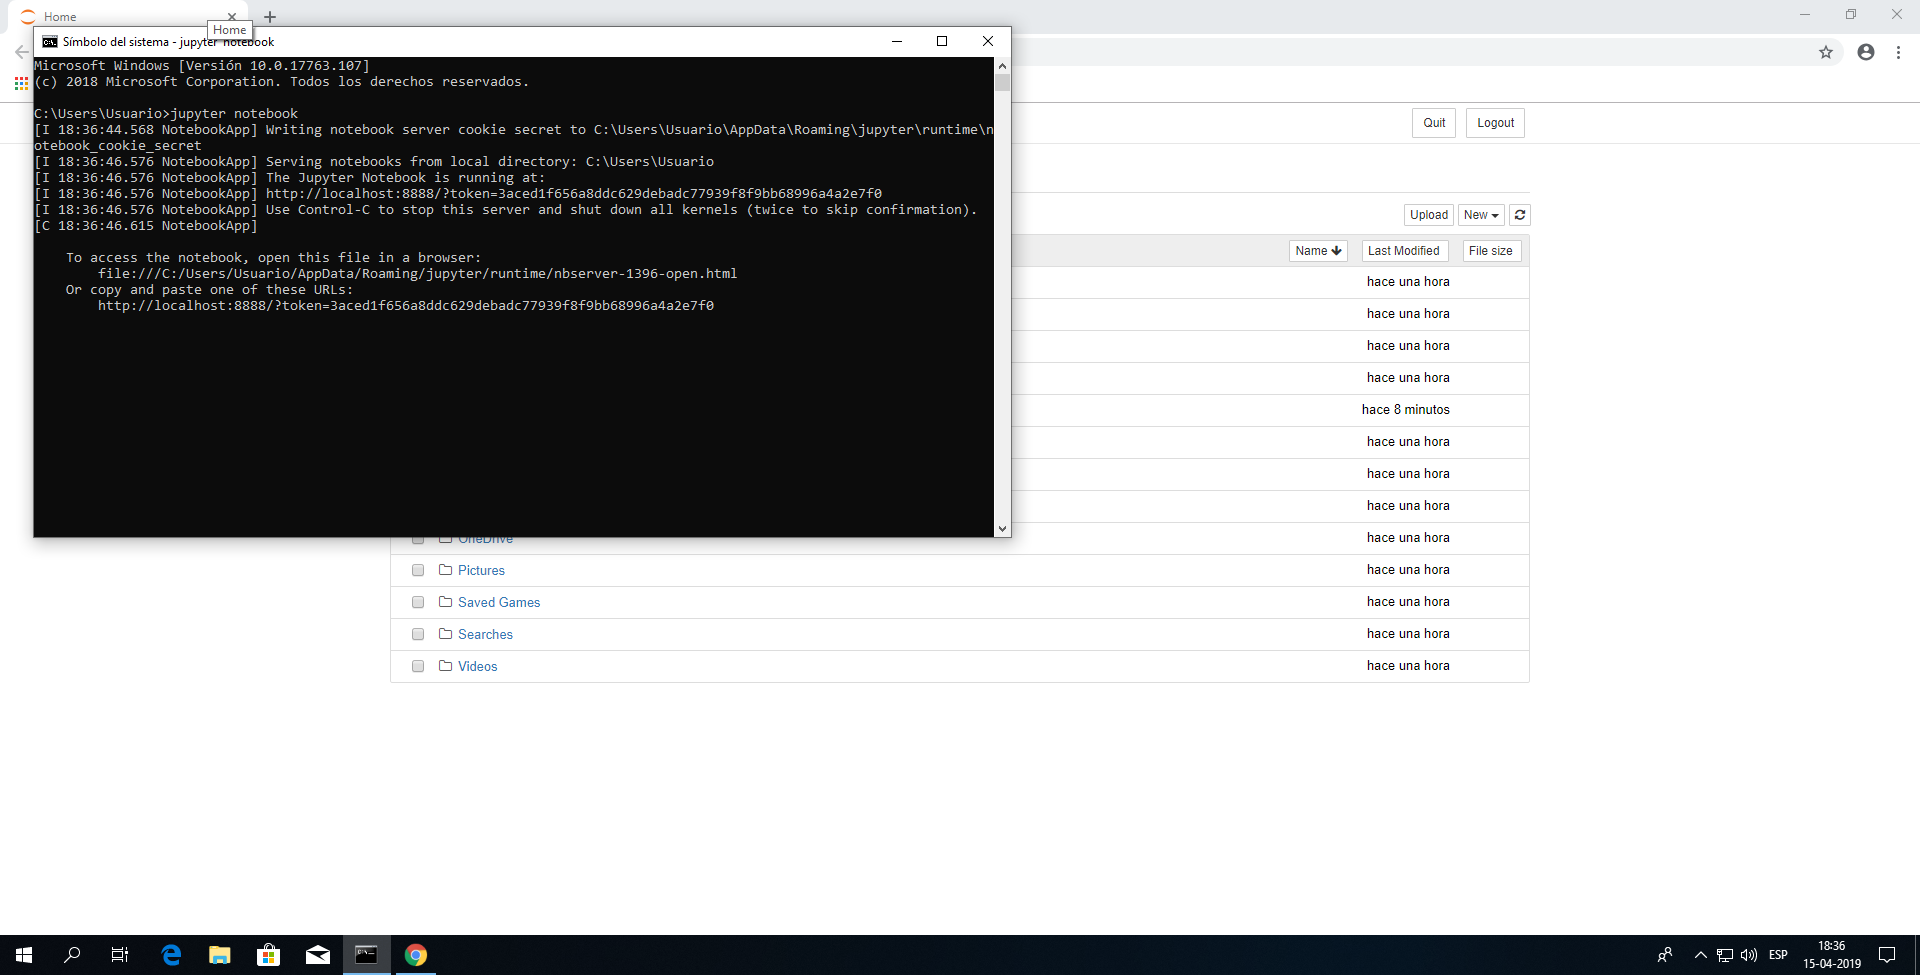 Home
Home
Símbolo del sistema - jupyter notebook
Microsoft Windows [Versión 10.0.17763.107]
(c) 2018 Microsoft Corporation. Todos los derechos reservados.
C:\Users\Usuario>jupyter notebook
[I 18:36:44.568 NotebookApp] Writing notebook server cookie secret to C:\Users\Usuario\AppData\Roaming\jupyter\runtime\n
otebook_cookie_secret
[I 18:36:46.576 NotebookApp] Serving notebooks from local directory: C:\Users\Usuario
[I 18:36:46.576 NotebookApp] The Jupyter Notebook is running at:
[I 18:36:46.576 NotebookApp] http://localhost:8888/?token=3aced1f656a8ddc629debadc77939f8f9bb68996a4a2e7f0
[I 18:36:46.576 NotebookApp] Use Control-C to stop this server and shut down all kernels (twice to skip confirmation).
[C 18:36:46.615 NotebookApp]
To access the notebook, open this file in a browser:
file:///C:/Users/Usuario/AppData/Roaming/jupyter/runtime/nbserver-1396-open.html
Or copy and paste one of these URLs:
http://localhost:8888/?token=3aced1f656a8ddc629debadc77939f8f9bb68996a4a2e7f0
Quit Logout
Upload New
Name Last Modified File size
hace una hora
hace una hora
hace una hora
hace una hora
hace 8 minutos
hace una hora
hace una hora
hace una hora
OneDrive hace una hora
Pictures hace una hora
Saved Games hace una hora
Searches hace una hora
Videos hace una hora
ESP
18:36
15-04-2019